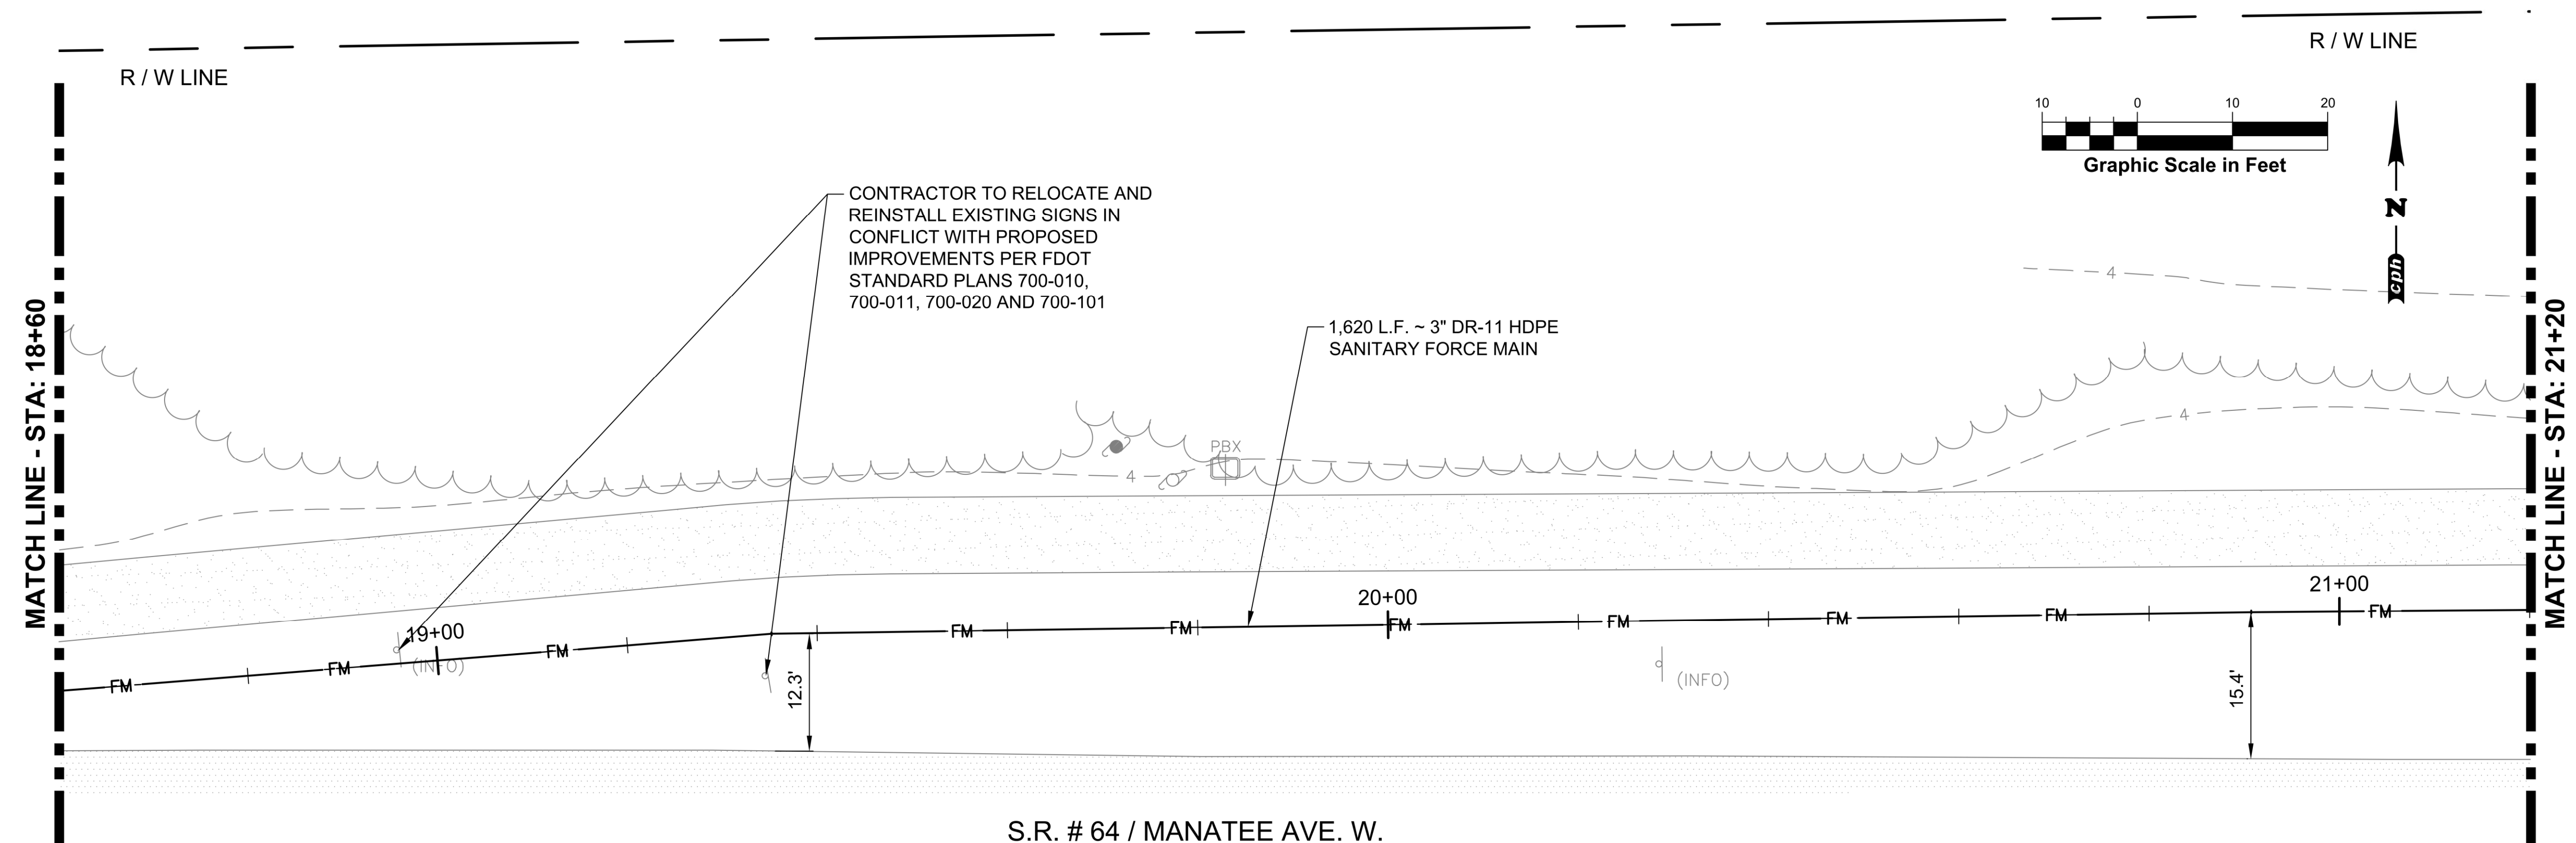 R / W LINE
R / W LINE
10 0 10 20
Graphic Scale in Feet
N
cph
CONTRACTOR TO RELOCATE AND
REINSTALL EXISTING SIGNS IN
CONFLICT WITH PROPOSED
IMPROVEMENTS PER FDOT
STANDARD PLANS 700-010,
700-011, 700-020 AND 700-101
1,620 L.F. ~ 3" DR-11 HDPE
SANITARY FORCE MAIN
MATCH LINE - STA: 18+60
MATCH LINE - STA: 21+20
4
4
PBX
4
19+00
20+00
21+00
FM FM FM FM FM FM FM FM FM FM
(INFO)
(INFO)
12.3'
15.4'
S.R. # 64 / MANATEE AVE. W.